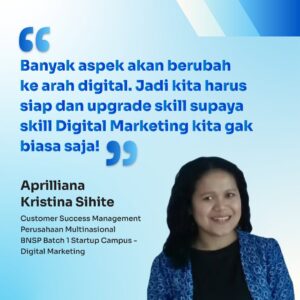 Banyak aspek akan berubah
ke arah digital. Jadi kita harus
siap dan upgrade skill supaya
skill Digital Marketing kita gak
biasa saja!
Aprilliana
Kristina Sihite
Customer Success Management
Perusahaan Multinasional
BNSP Batch 1 Startup Campus -
Digital Marketing